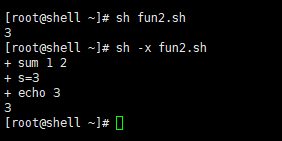 [root@shell ~]# sh fun2.sh
3
[root@shell ~]# sh -x fun2.sh
+ sum 1 2
+ s=3
+ echo 3
3
[root@shell ~]#